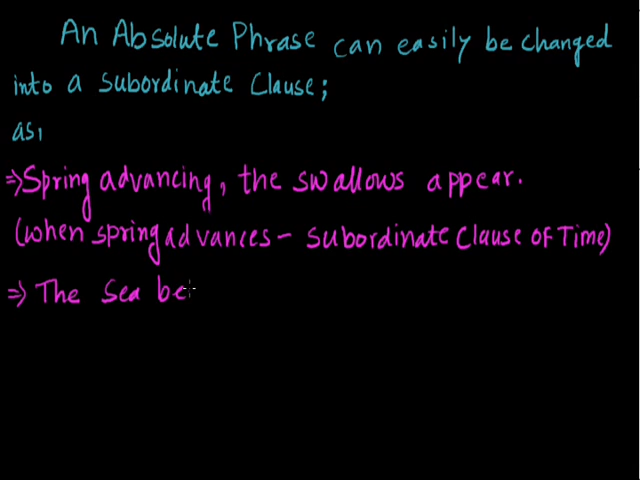 An Absolute Phrase can easily be changed
into a subordinate Clause;
as,
⇒ Spring advancing, the swallows appear.
(when spring advances - subordinate Clause of Time)
⇒ The Sea be